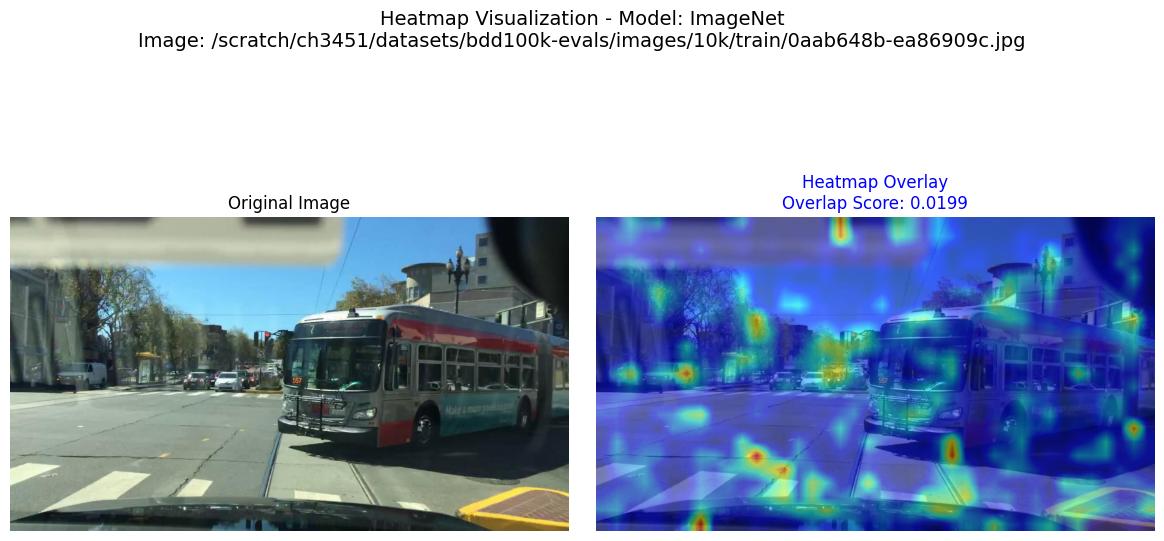 Heatmap Visualization - Model: ImageNet
Image: /scratch/ch3451/datasets/bdd100k-evals/images/10k/train/0aab648b-ea86909c.jpg
Original Image
Heatmap Overlay
Overlap Score: 0.0199